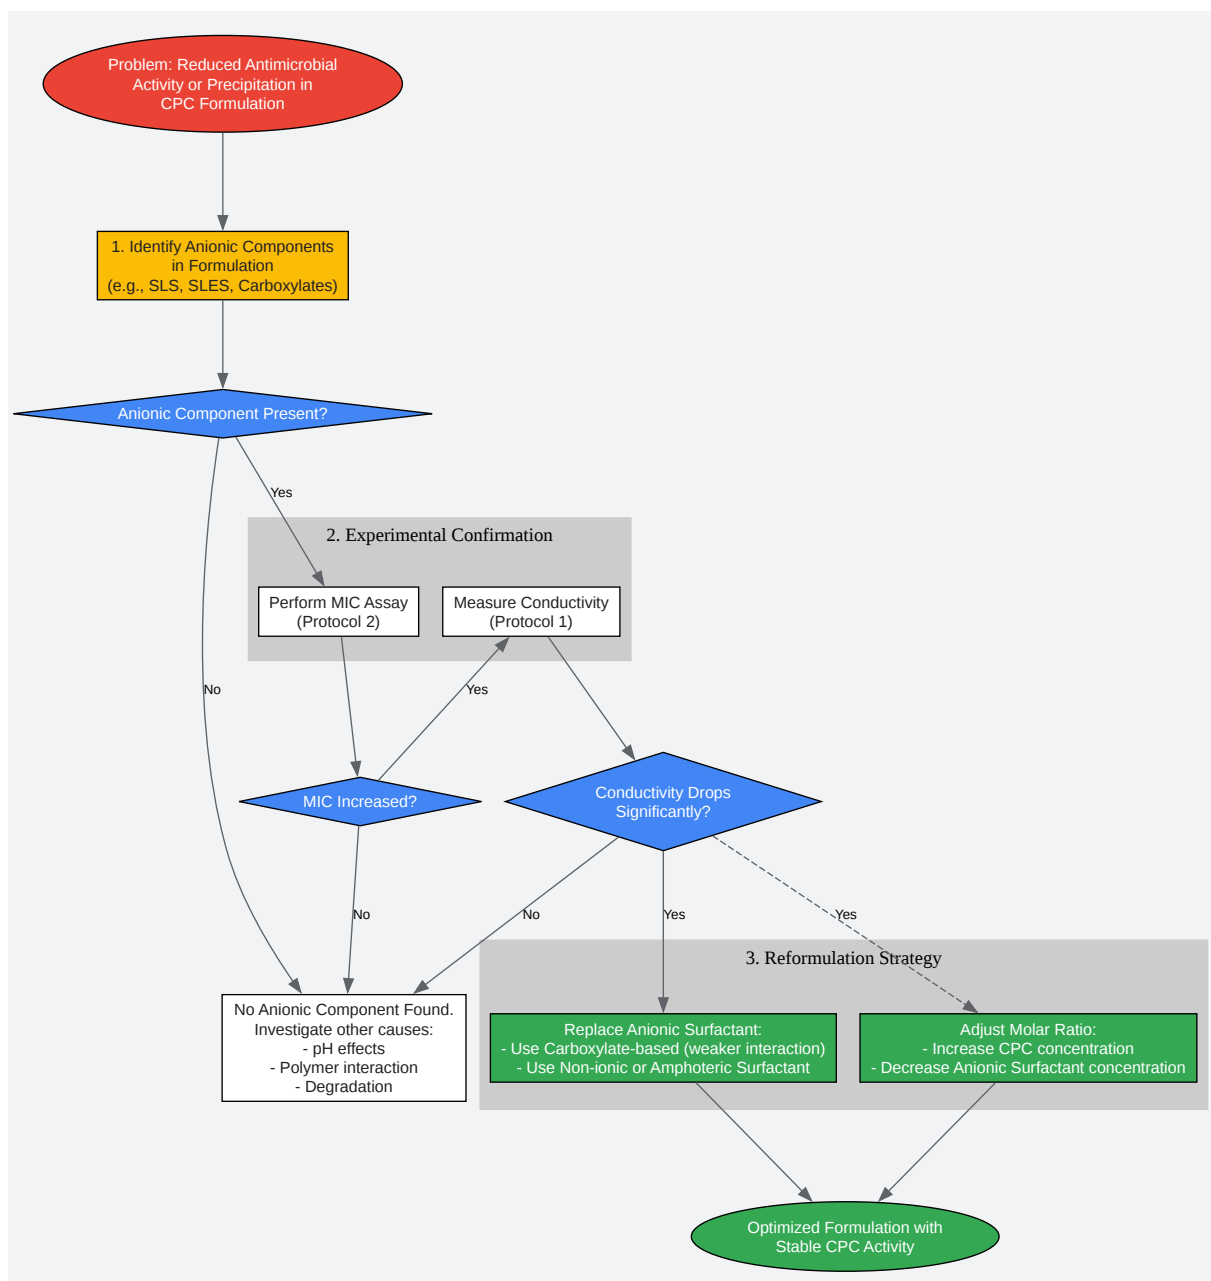 Problem: Reduced Antimicrobial
Activity or Precipitation in
CPC Formulation
1. Identify Anionic Components
in Formulation
(e.g., SLS, SLES, Carboxylates)
Anionic Component Present?
Yes
2. Experimental Confirmation
Perform MIC Assay
(Protocol 2)
Measure Conductivity
(Protocol 1)
No
Yes
MIC Increased?
Conductivity Drops
Significantly?
No
No
Yes
Yes
3. Reformulation Strategy
No Anionic Component Found.
Investigate other causes:
- pH effects
- Polymer interaction
- Degradation
Replace Anionic Surfactant:
- Use Carboxylate-based (weaker interaction)
- Use Non-ionic or Amphoteric Surfactant
Adjust Molar Ratio:
- Increase CPC concentration
- Decrease Anionic Surfactant concentration
Optimized Formulation with
Stable CPC Activity